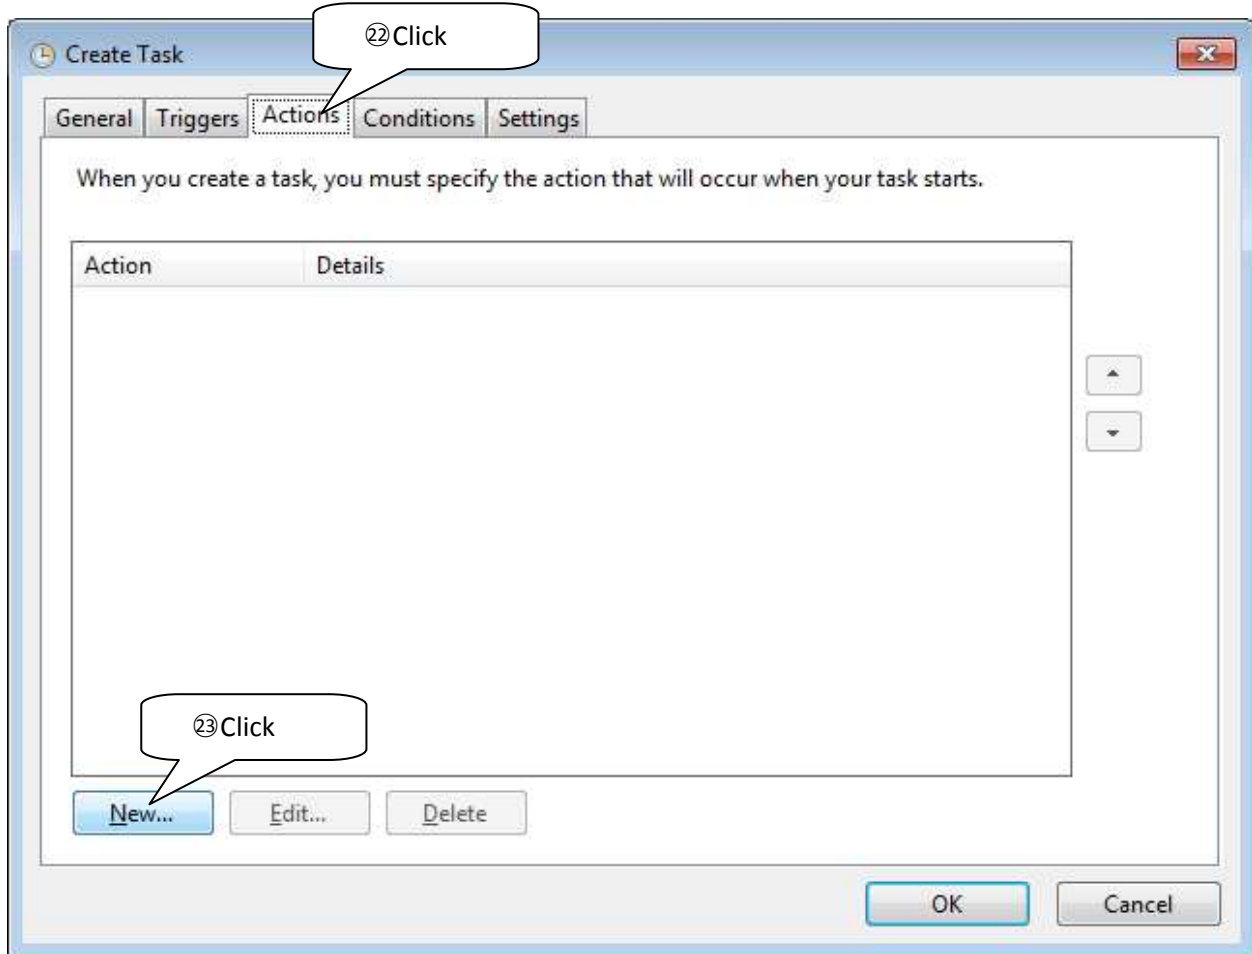 ㉒Click
Create Task
General Triggers Actions Conditions Settings
When you create a task, you must specify the action that will occur when your task starts.
Action Details
㉓Click
New... Edit... Delete
OK Cancel